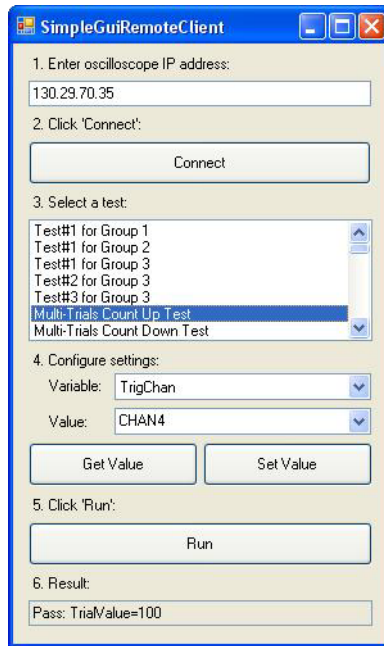 SimpleGuiRemoteClient
1. Enter oscilloscope IP address:
130.29.70.35
2. Click 'Connect':
Connect
3. Select a test:
Test#1 for Group 1
Test#1 for Group 2
Test#1 for Group 3
Test#2 for Group 3
Test#3 for Group 3
Multi-Trials Count Up Test
Multi-Trials Count Down Test
4. Configure settings:
Variable: TrigChan
Value: CHAN4
Get Value Set Value
5. Click 'Run':
Run
6. Result:
Pass: TrialValue=100